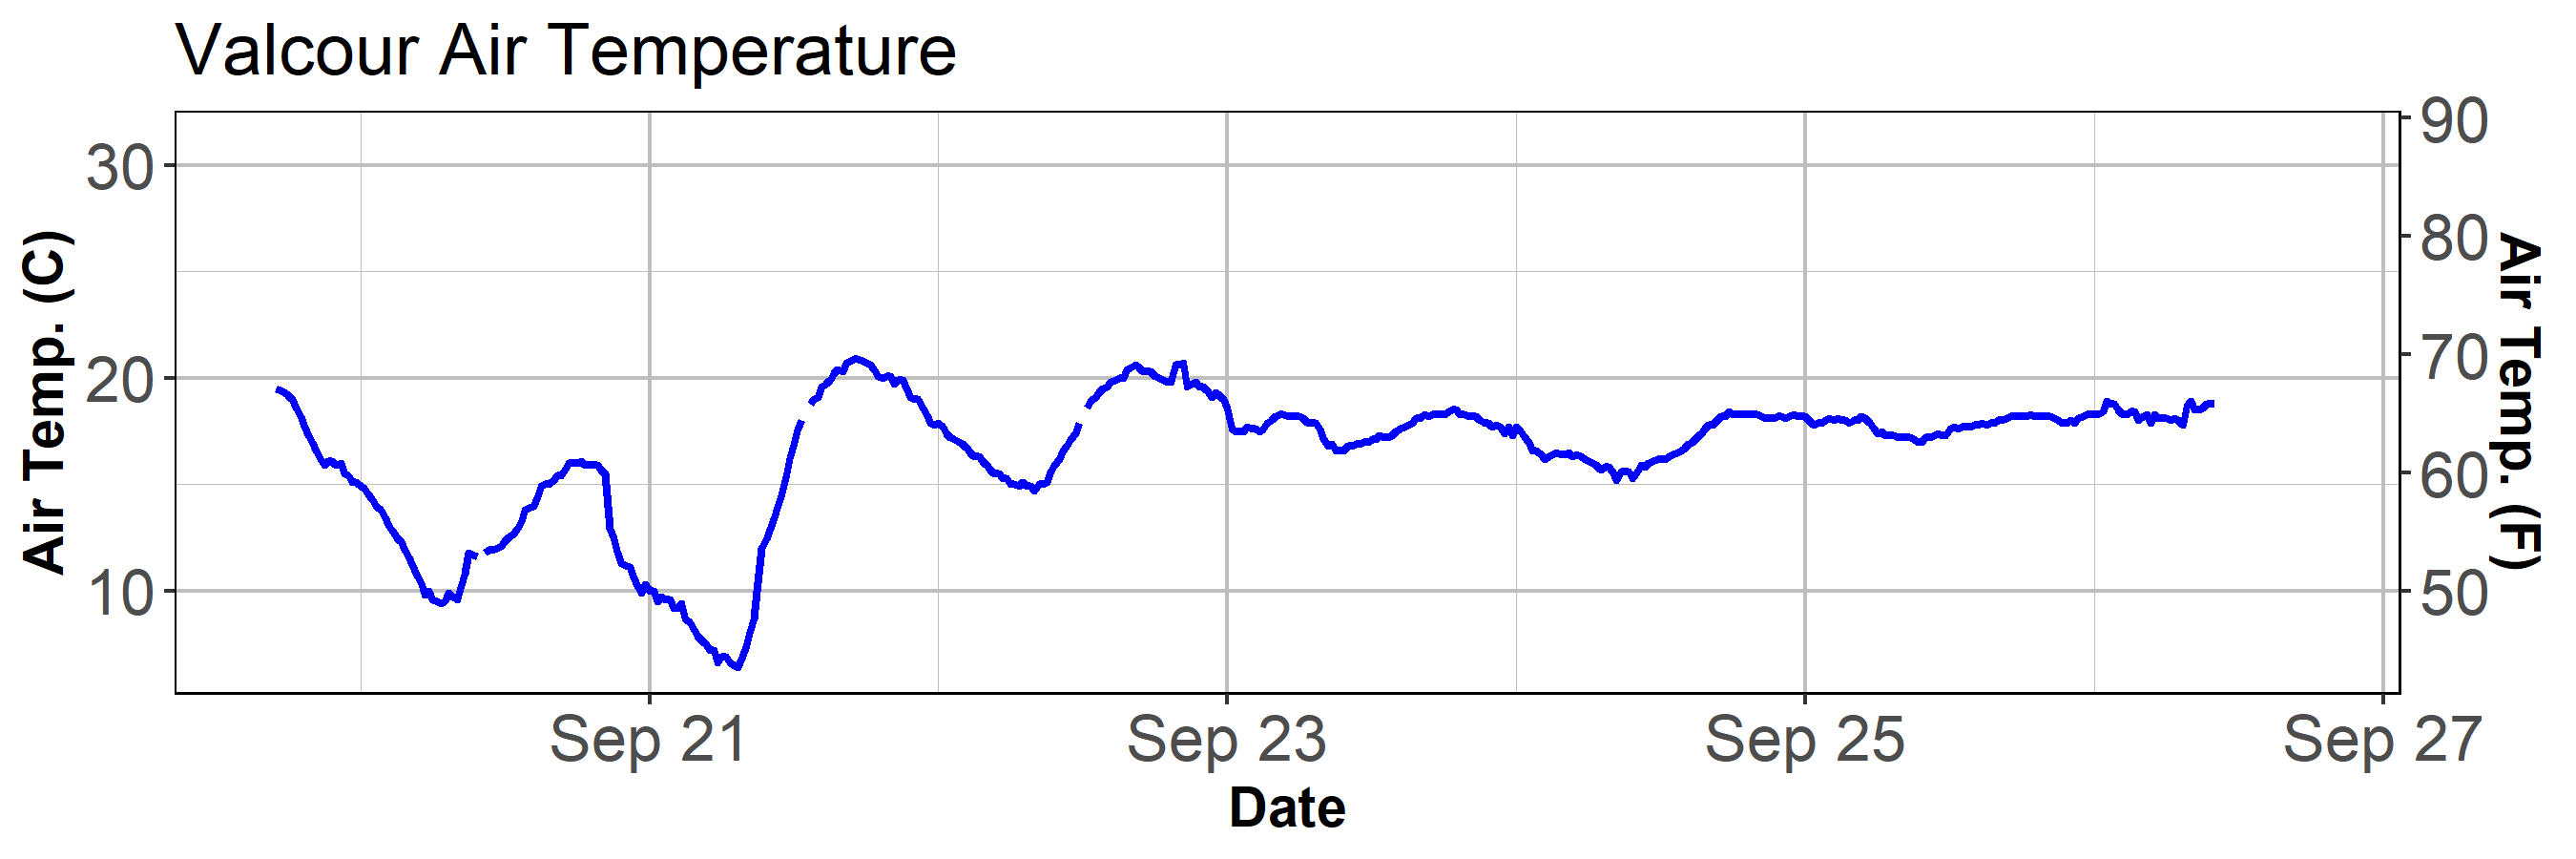 Valcour Air Temperature
Air Temp. (C)
30
20
10
90
80
70
60
50
Air Temp. (F)
Sep 21
Sep 23
Sep 25
Sep 27
Date